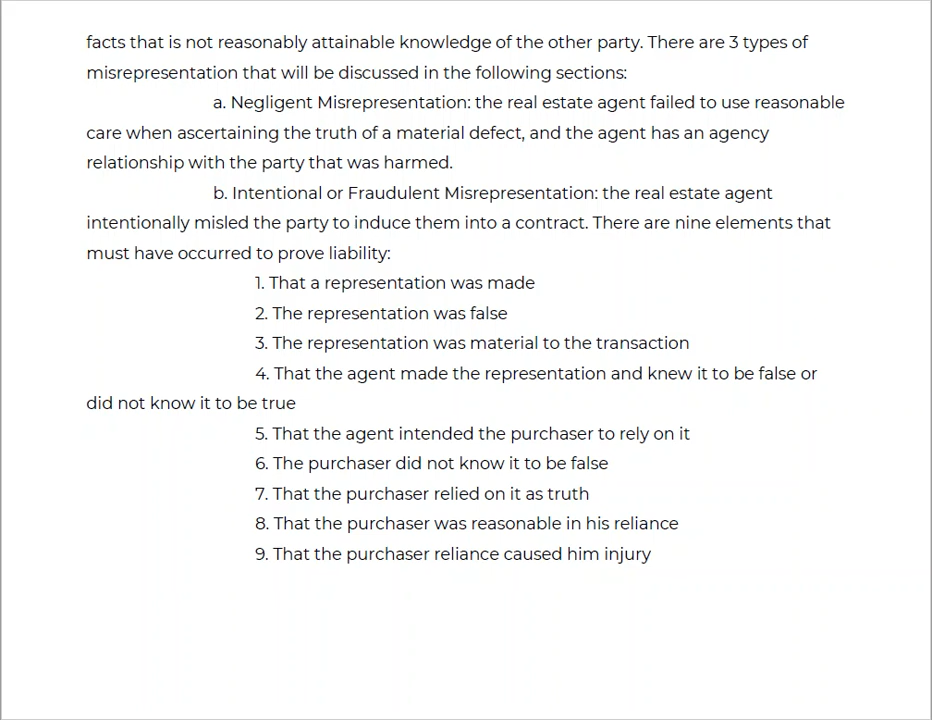 facts that is not reasonably attainable knowledge of the other party. There are 3 types of
misrepresentation that will be discussed in the following sections:
a. Negligent Misrepresentation: the real estate agent failed to use reasonable
care when ascertaining the truth of a material defect, and the agent has an agency
relationship with the party that was harmed.
b. Intentional or Fraudulent Misrepresentation: the real estate agent
intentionally misled the party to induce them into a contract. There are nine elements that
must have occurred to prove liability:
1. That a representation was made
2. The representation was false
3. The representation was material to the transaction
4. That the agent made the representation and knew it to be false or
did not know it to be true
5. That the agent intended the purchaser to rely on it
6. The purchaser did not know it to be false
7. That the purchaser relied on it as truth
8. That the purchaser was reasonable in his reliance
9. That the purchaser reliance caused him injury